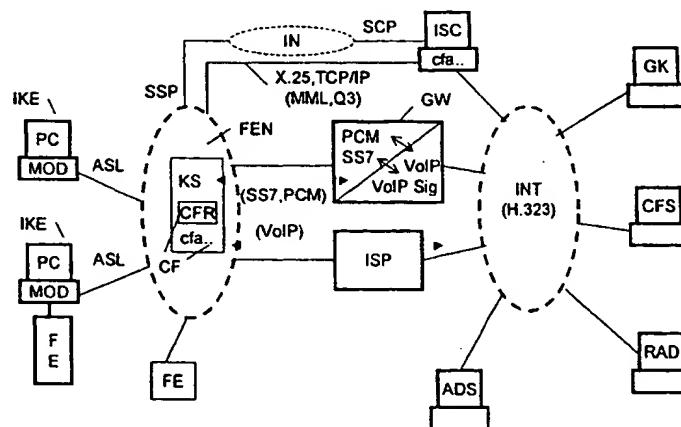 IN
SCP
ISC
cfa..
SSP
X.25,TCP/IP
(MML,Q3)
GK
IKE
PC
MOD
ASL
FEN
GW
PCM
SS7
VoIP
VoIP Sig
KS
CFR
cfa..
CF
(SS7,PCM)
(VoIP)
INT
(H.323)
CFS
IKE
PC
MOD
ASL
F
E
ISP
FE
ADS
RAD